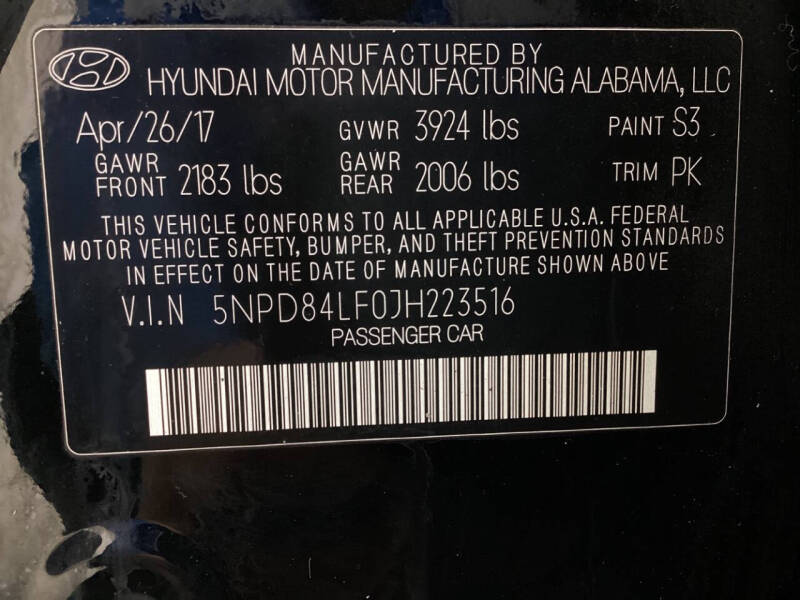 MANUFACTURED BY
HYUNDAI MOTOR MANUFACTURING ALABAMA, LLC
Apr/26/17 GVWR 3924 lbs PAINT S3
GAWR FRONT 2183 lbs GAWR REAR 2006 lbs TRIM PK
THIS VEHICLE CONFORMS TO ALL APPLICABLE U.S.A. FEDERAL
MOTOR VEHICLE SAFETY, BUMPER, AND THEFT PREVENTION STANDARDS
IN EFFECT ON THE DATE OF MANUFACTURE SHOWN ABOVE
V.I.N 5NPD84LF0JH223516
PASSENGER CAR